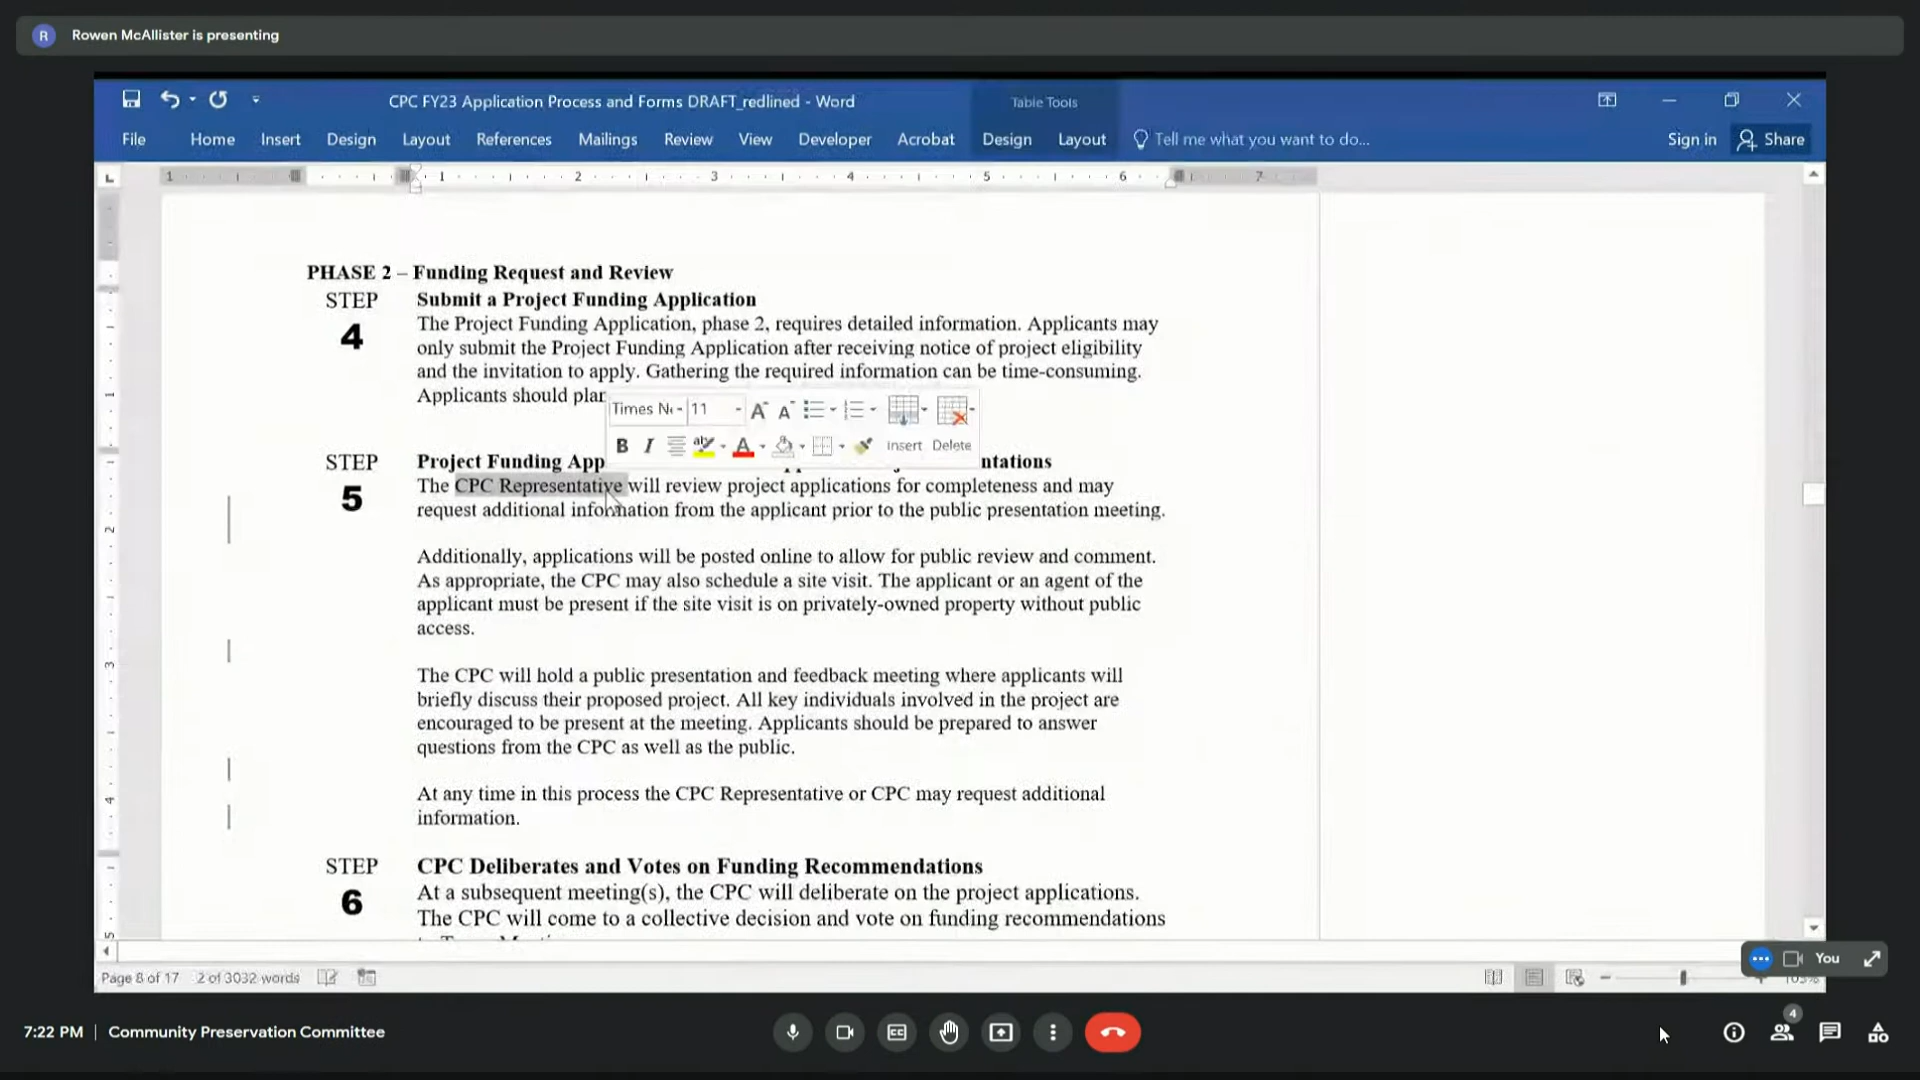 R Rowen McAllister is presenting
CPC FY23 Application Process and Forms DRAFT_redlined - Word
Table Tools
File Home Insert Design Layout References Mailings Review View Developer Acrobat Design Layout Tell me what you want to do... Sign in Share
1 1 2 3 4 5 6 7
PHASE 2 – Funding Request and Review
STEP
4
Submit a Project Funding Application
The Project Funding Application, phase 2, requires detailed information. Applicants may
only submit the Project Funding Application after receiving notice of project eligibility
and the invitation to apply. Gathering the required information can be time-consuming.
Applicants should plan
Times Ne 11
B I A Insert Delete
STEP
5
Project Funding App ntations
The CPC Representative will review project applications for completeness and may
request additional information from the applicant prior to the public presentation meeting.
Additionally, applications will be posted online to allow for public review and comment.
As appropriate, the CPC may also schedule a site visit. The applicant or an agent of the
applicant must be present if the site visit is on privately-owned property without public
access.
The CPC will hold a public presentation and feedback meeting where applicants will
briefly discuss their proposed project. All key individuals involved in the project are
encouraged to be present at the meeting. Applicants should be prepared to answer
questions from the CPC as well as the public.
At any time in this process the CPC Representative or CPC may request additional
information.
STEP
6
CPC Deliberates and Votes on Funding Recommendations
At a subsequent meeting(s), the CPC will deliberate on the project applications.
The CPC will come to a collective decision and vote on funding recommendations
Page 8 of 17 2 of 3032 words
You
7:22 PM | Community Preservation Committee
CC
4